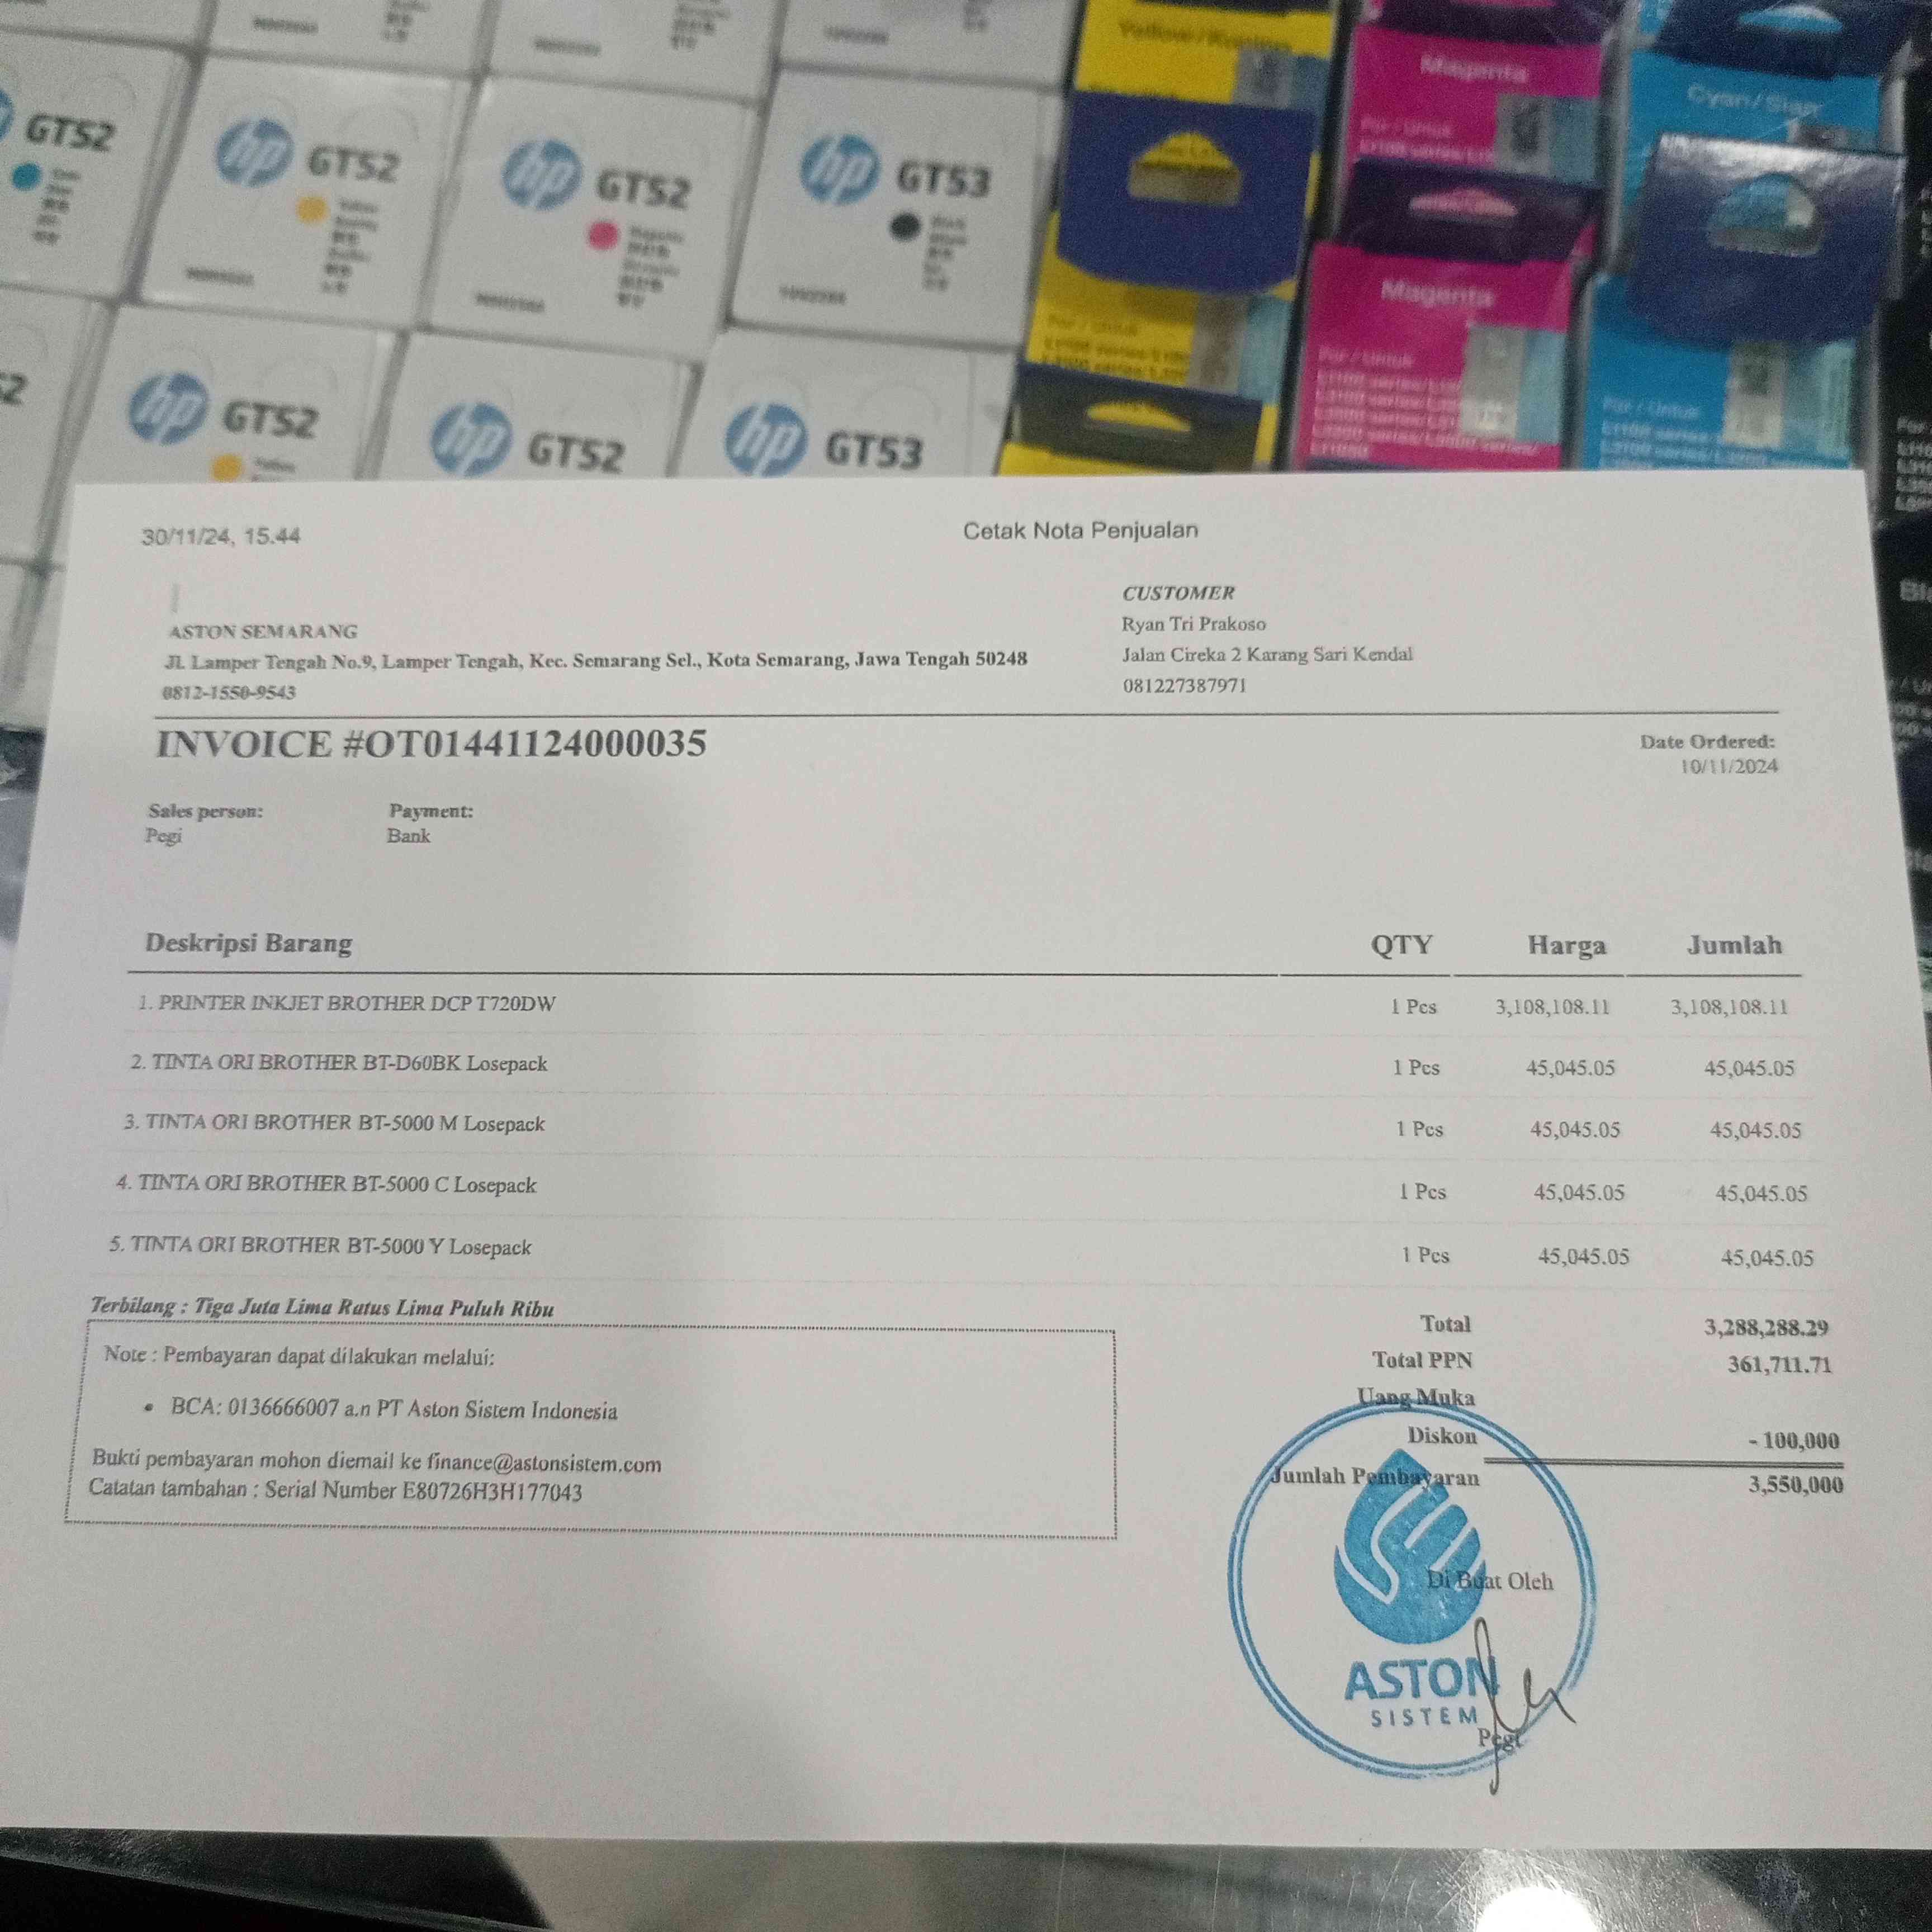 GT52
hp GT52
hp GT52
hp GT53
Magenta
Cyan/Sian
Magenta
hp GT52
hp GT52
hp GT53
30/11/24, 15.44
Cetak Nota Penjualan
ASTON SEMARANG
Jl. Lamper Tengah No.9, Lamper Tengah, Kec. Semarang Sel., Kota Semarang, Jawa Tengah 50248
0812-1550-9543
CUSTOMER
Ryan Tri Prakoso
Jalan Cireka 2 Karang Sari Kendal
081227387971
INVOICE #OT01441124000035
Date Ordered:
10/11/2024
Sales person:
Pegi
Payment:
Bank
Deskripsi Barang QTY Harga Jumlah
1. PRINTER INKJET BROTHER DCP T720DW 1 Pcs 3,108,108.11 3,108,108.11
2. TINTA ORI BROTHER BT-D60BK Losepack 1 Pcs 45,045.05 45,045.05
3. TINTA ORI BROTHER BT-5000 M Losepack 1 Pcs 45,045.05 45,045.05
4. TINTA ORI BROTHER BT-5000 C Losepack 1 Pcs 45,045.05 45,045.05
5. TINTA ORI BROTHER BT-5000 Y Losepack 1 Pcs 45,045.05 45,045.05
Terbilang : Tiga Juta Lima Ratus Lima Puluh Ribu
Note : Pembayaran dapat dilakukan melalui:
• BCA: 0136666007 a.n PT Aston Sistem Indonesia
Bukti pembayaran mohon diemail ke finance@astonsistem.com
Catatan tambahan : Serial Number E80726H3H177043
Total 3,288,288.29
Total PPN 361,711.71
Uang Muka
Diskon - 100,000
Jumlah Pembayaran 3,550,000
Di Buat Oleh
ASTON
SISTEM
Pegi